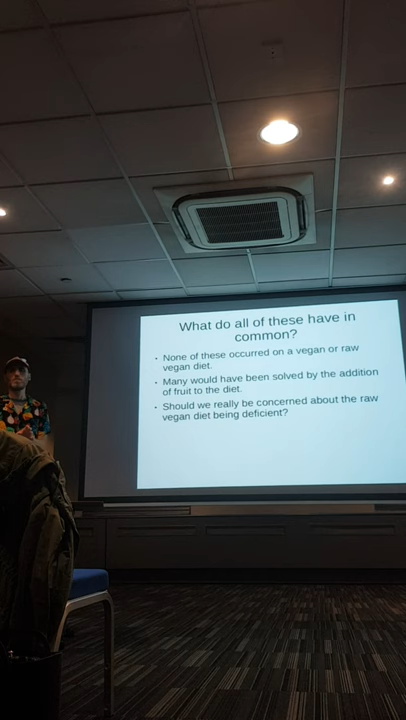 What do all of these have in
common?
• None of these occurred on a vegan or raw
vegan diet.
• Many would have been solved by the addition
of fruit to the diet.
• Should we really be concerned about the raw
vegan diet being deficient?